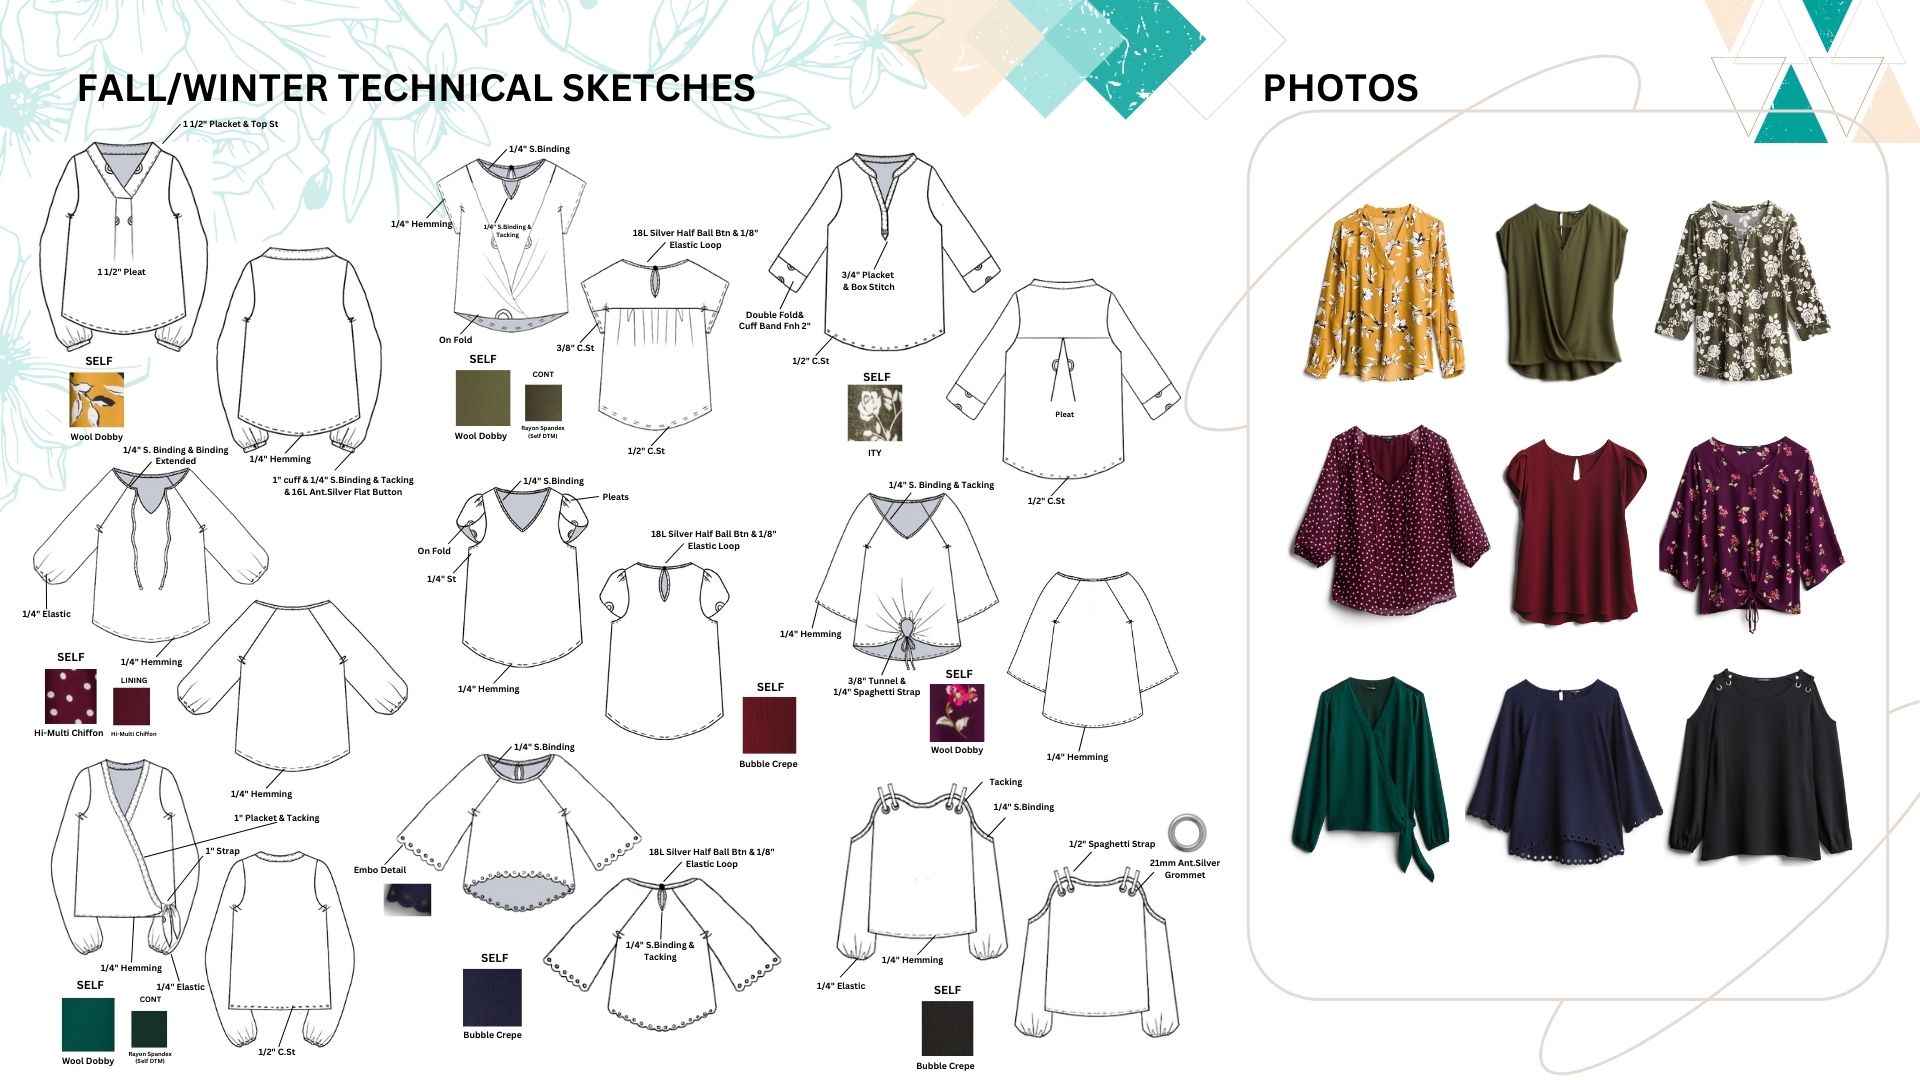 FALL/WINTER TECHNICAL SKETCHES
PHOTOS
1 1/2" Placket & Top St
1 1/2" Pleat
SELF
Wool Dobby
1/4" Hemming
1" cuff & 1/4" S.Binding & Tacking
& 16L Ant.Silver Flat Button
1/4" S.Binding
1/4" Hemming
1/4" S.Binding &
Tacking
On Fold
SELF
Wool Dobby
CONT
Rayon Spandex
(Self DTM)
18L Silver Half Ball Btn & 1/8"
Elastic Loop
3/8" C.St
1/2" C.St
3/4" Placket
& Box Stitch
Double Fold&
Cuff Band Fnh 2"
1/2" C.St
SELF
ITY
Pleat
1/2" C.St
1/4" S. Binding & Binding
Extended
1/4" Elastic
1/4" Hemming
SELF
Hi-Multi Chiffon
LINING
Hi-Multi Chiffon
1/4" Hemming
1/4" S.Binding
Pleats
On Fold
1/4" St
1/4" Hemming
18L Silver Half Ball Btn & 1/8"
Elastic Loop
SELF
Bubble Crepe
1/4" S. Binding & Tacking
1/4" Hemming
3/8" Tunnel &
1/4" Spaghetti Strap
SELF
Wool Dobby
1/4" Hemming
1" Placket & Tacking
1" Strap
1/4" Hemming
1/4" Elastic
SELF
Wool Dobby
CONT
Rayon Spandex
(Self DTM)
1/2" C.St
1/4" S.Binding
Embo Detail
SELF
Bubble Crepe
18L Silver Half Ball Btn & 1/8"
Elastic Loop
1/4" S.Binding &
Tacking
Tacking
1/4" S.Binding
1/4" Hemming
1/4" Elastic
SELF
Bubble Crepe
1/2" Spaghetti Strap
21mm Ant.Silver
Grommet